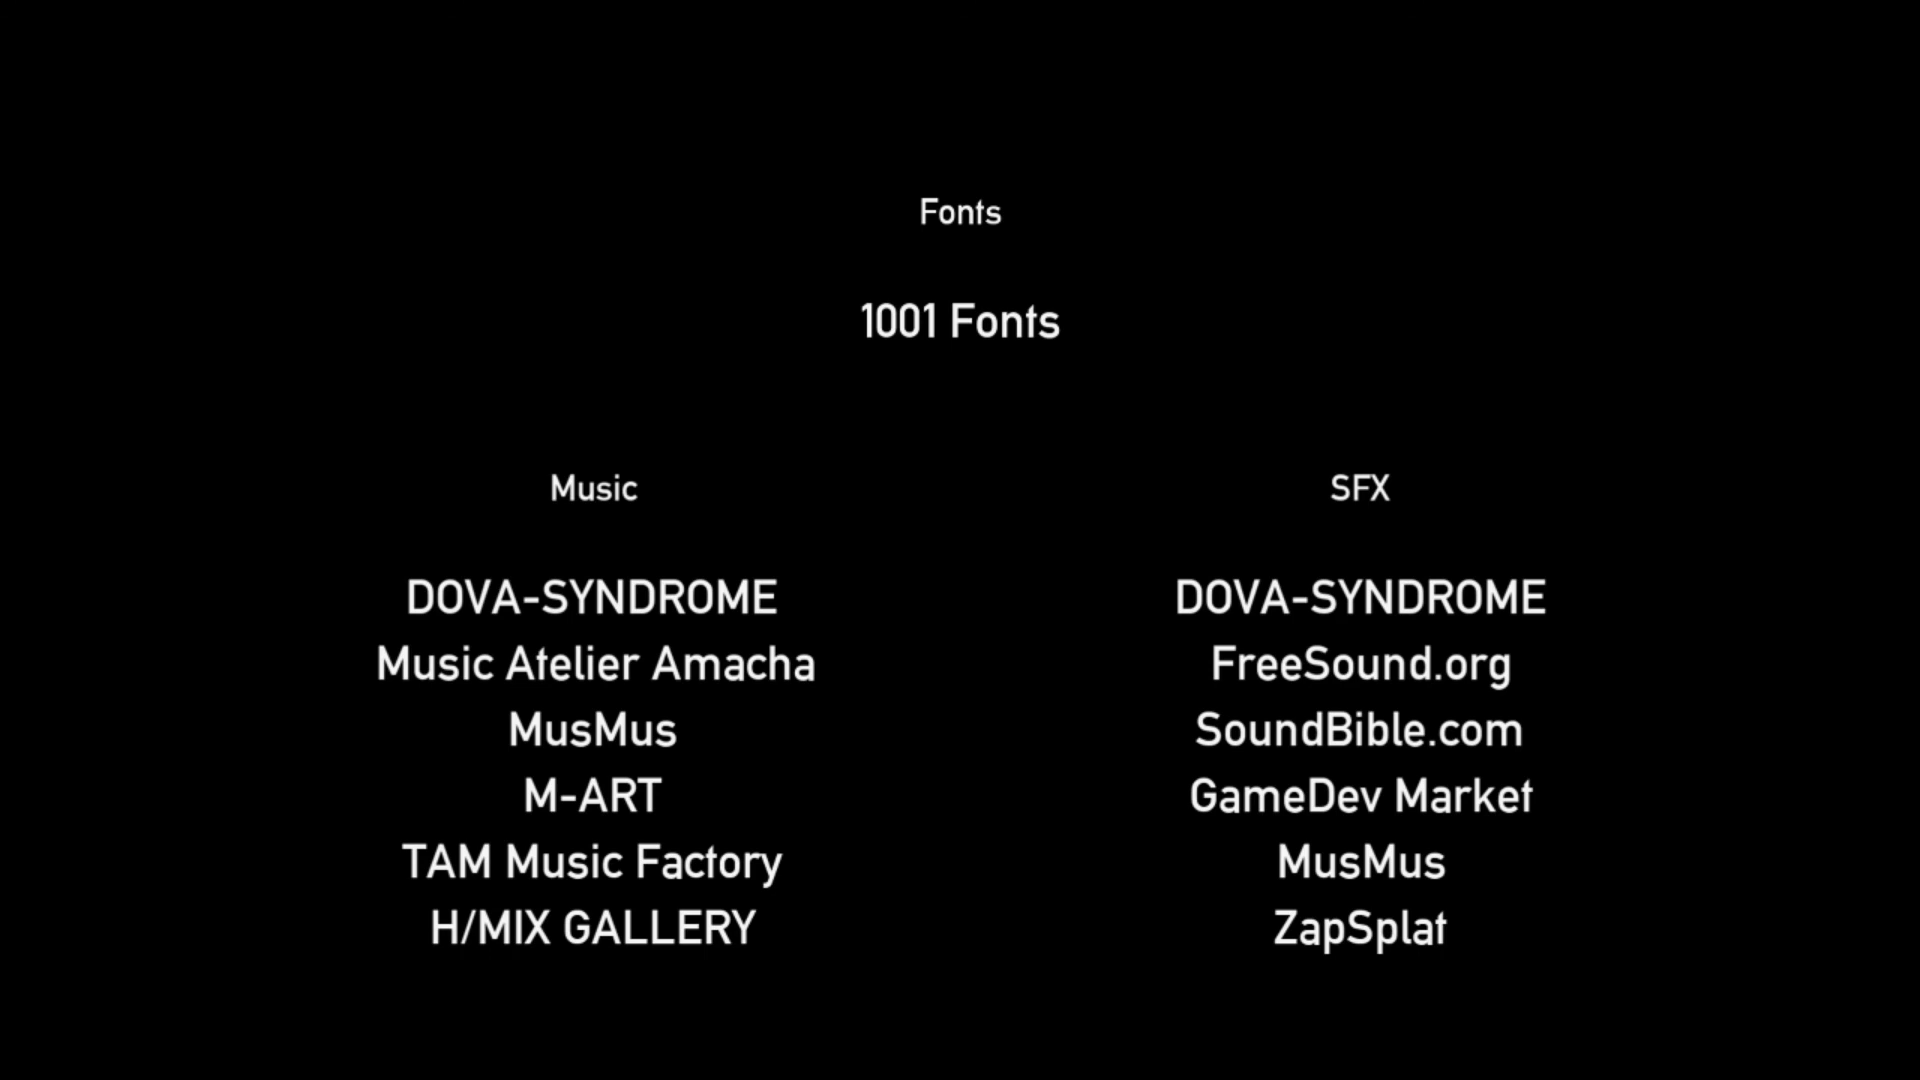 Fonts
1001 Fonts
Music
DOVA-SYNDROME
Music Atelier Amacha
MusMus
M-ART
TAM Music Factory
H/MIX GALLERY
SFX
DOVA-SYNDROME
FreeSound.org
SoundBible.com
GameDev Market
MusMus
ZapSplat